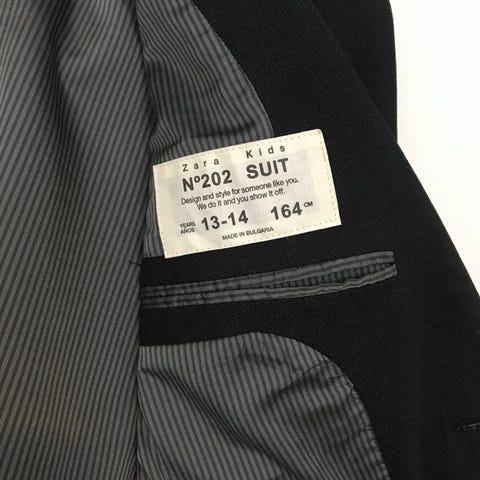 Zara Kids
Nº202 SUIT
Design and style for someone like you.
We do it and you show it off.
YEARS
AÑOS 13-14 164 CM
MADE IN BULGARIA